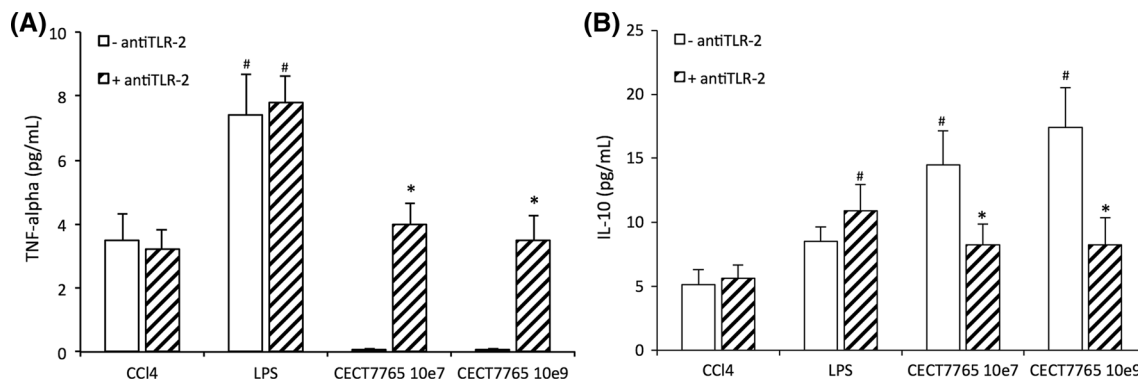 (A)
TNF-alpha (pg/mL)
10
8
6
4
2
0
- antiTLR-2
+ antiTLR-2
# #
*
*
CCl4 LPS CECT7765 10e7 CECT7765 10e9
(B)
IL-10 (pg/mL)
25
20
15
10
5
0
- antiTLR-2
+ antiTLR-2
#
#
#
*
*
CCl4 LPS CECT7765 10e7 CECT7765 10e9